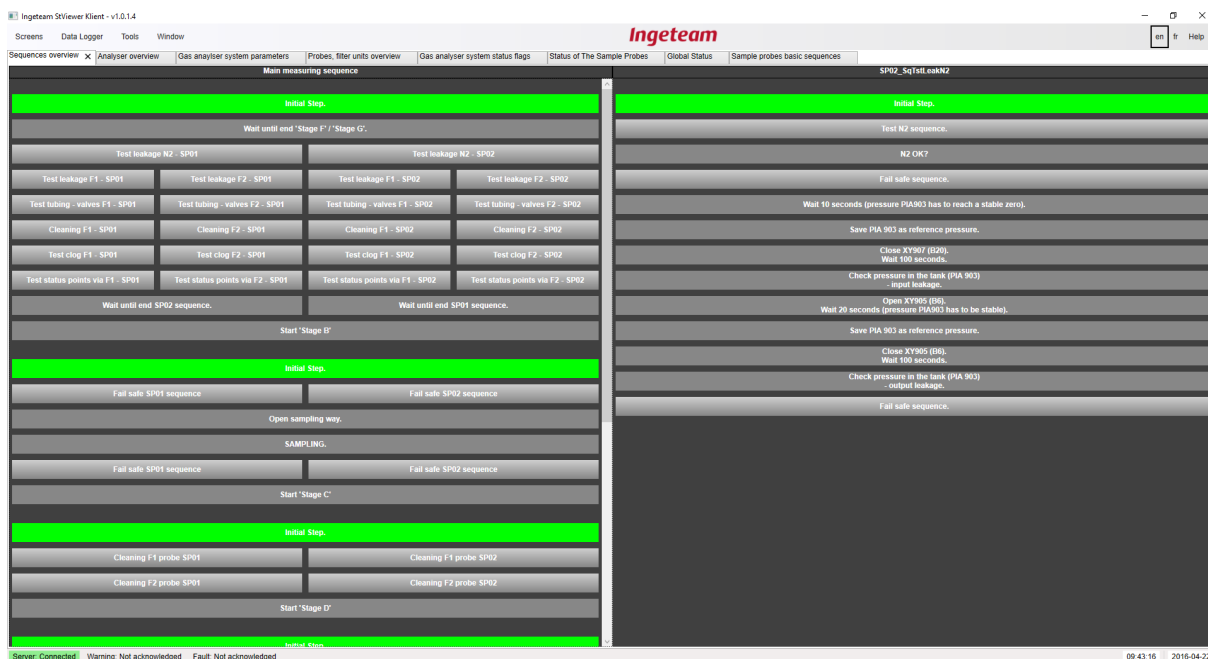 Ingeteam StViewer Klient - v1.0.1.4
Screens Data Logger Tools Window
Ingeteam
en fr Help
Sequences overview Analyser overview Gas anaylser system parameters Probes, filter units overview Gas analyser system status flags Status of The Sample Probes Global Status Sample probes basic sequences
Main measuring sequence
Initial Step.
Wait until end 'Stage F' / 'Stage G'.
Test leakage N2 - SP01 Test leakage N2 - SP02
Test leakage F1 - SP01 Test leakage F2 - SP01 Test leakage F1 - SP02 Test leakage F2 - SP02
Test tubing - valves F1 - SP01 Test tubing - valves F2 - SP01 Test tubing - valves F1 - SP02 Test tubing - valves F2 - SP02
Cleaning F1 - SP01 Cleaning F2 - SP01 Cleaning F1 - SP02 Cleaning F2 - SP02
Test clog F1 - SP01 Test clog F2 - SP01 Test clog F1 - SP02 Test clog F2 - SP02
Test status points via F1 - SP01 Test status points via F2 - SP01 Test status points via F1 - SP02 Test status points via F2 - SP02
Wait until end SP02 sequence. Wait until end SP01 sequence.
Start 'Stage B'
Initial Step.
Fail safe SP01 sequence Fail safe SP02 sequence
Open sampling way.
SAMPLING.
Fail safe SP01 sequence Fail safe SP02 sequence
Start 'Stage C'
Initial Step.
Cleaning F1 probe SP01 Cleaning F1 probe SP02
Cleaning F2 probe SP01 Cleaning F2 probe SP02
Start 'Stage D'
Initial Step.
SP02_SqTstLeakN2
Initial Step.
Test N2 sequence.
N2 OK?
Fail safe sequence.
Wait 10 seconds (pressure PIA903 has to reach a stable zero).
Save PIA 903 as reference pressure.
Close XY907 (B20).
Wait 100 seconds.
Check pressure in the tank (PIA 903)
- input leakage.
Open XY905 (B6).
Wait 20 seconds (pressure PIA903 has to be stable).
Save PIA 903 as reference pressure.
Close XY905 (B6).
Wait 100 seconds.
Check pressure in the tank (PIA 903)
- output leakage.
Fail safe sequence.
Server: Connected Warning: Not acknowledged Fault: Not acknowledged 09:43:16 2016-04-22